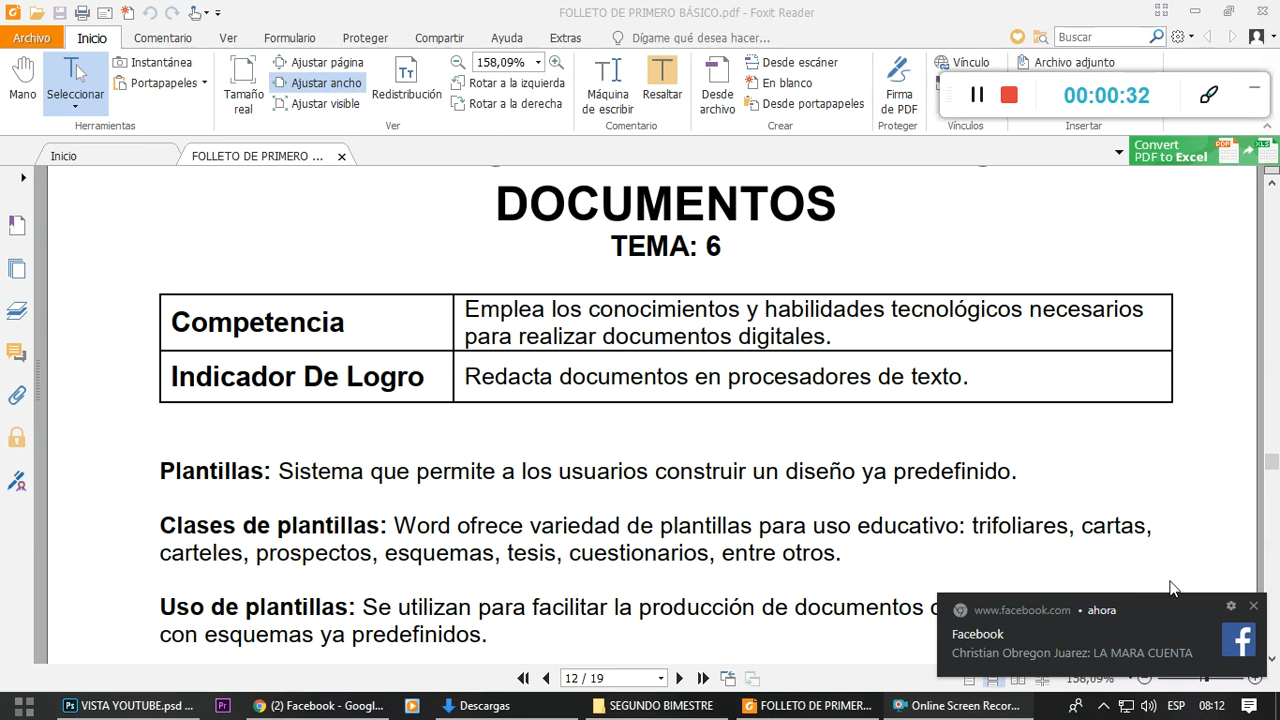 FOLLETO DE PRIMERO BÁSICO.pdf - Foxit Reader
Archivo Inicio Comentario Ver Formulario Proteger Compartir Ayuda Extras Dígame qué desea hacer... Buscar
Mano
Seleccionar
Instantánea
Portapapeles
Herramientas
Tamaño real
Ajustar página
Ajustar ancho
Ajustar visible
158,09%
Rotar a la izquierda
Rotar a la derecha
Redistribución
Ver
Máquina de escribir
Resaltar
Comentario
Desde archivo
Desde escáner
En blanco
Desde portapapeles
Crear
Firma de PDF
Proteger
Vínculo
Vínculos
Archivo adjunto
Insertar
00:00:32
Inicio FOLLETO DE PRIMERO ...
Convert
PDF to Excel
DOCUMENTOS
TEMA: 6
Competencia
Emplea los conocimientos y habilidades tecnológicos necesarios
para realizar documentos digitales.
Indicador De Logro
Redacta documentos en procesadores de texto.
Plantillas: Sistema que permite a los usuarios construir un diseño ya predefinido.
Clases de plantillas: Word ofrece variedad de plantillas para uso educativo: trifoliares, cartas,
carteles, prospectos, esquemas, tesis, cuestionarios, entre otros.
Uso de plantillas: Se utilizan para facilitar la producción de documentos
con esquemas ya predefinidos.
www.facebook.com • ahora
Facebook
Christian Obregon Juarez: LA MARA CUENTA
12 / 19
158,09%
VISTA YOUTUBE.psd ... (2) Facebook - Googl... Descargas SEGUNDO BIMESTRE FOLLETO DE PRIMER... Online Screen Recor... ESP 08:12